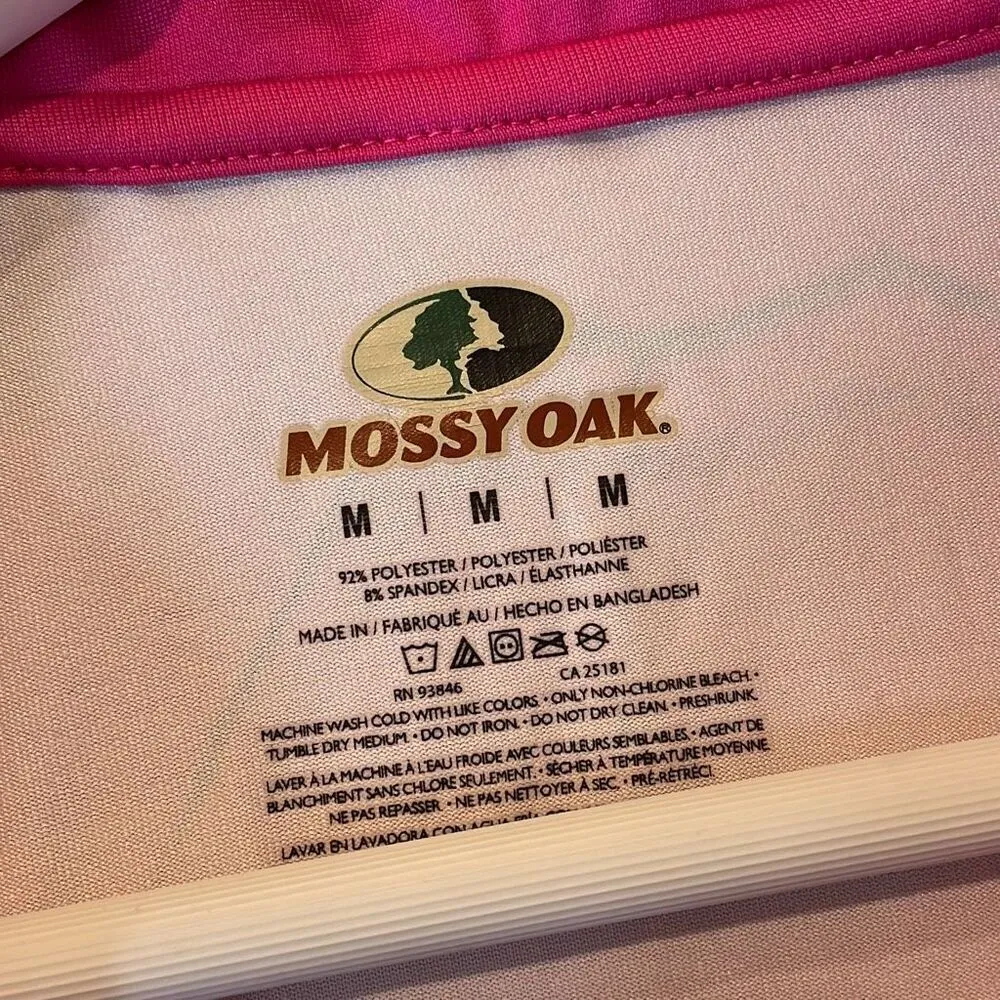 MOSSY OAK®
M | M | M
92% POLYESTER / POLYESTER / POLIÉSTER
8% SPANDEX / LICRA / ÉLASTHANNE
MADE IN / FABRIQUÉ AU / HECHO EN BANGLADESH
RN 93846 CA 25181
MACHINE WASH COLD WITH LIKE COLORS. • ONLY NON-CHLORINE BLEACH. •
TUMBLE DRY MEDIUM. • DO NOT IRON. • DO NOT DRY CLEAN. • PRESHRUNK.
LAVER À LA MACHINE À L'EAU FROIDE AVEC COULEURS SEMBLABLES. • AGENT DE
BLANCHIMENT SANS CHLORE SEULEMENT. • SÉCHER À TEMPÉRATURE MOYENNE.
NE PAS REPASSER • NE PAS NETTOYER À SEC. • PRÉ-RÉTRÉCI.
LAVAR EN LAVADORA CON AGUA FRÍA